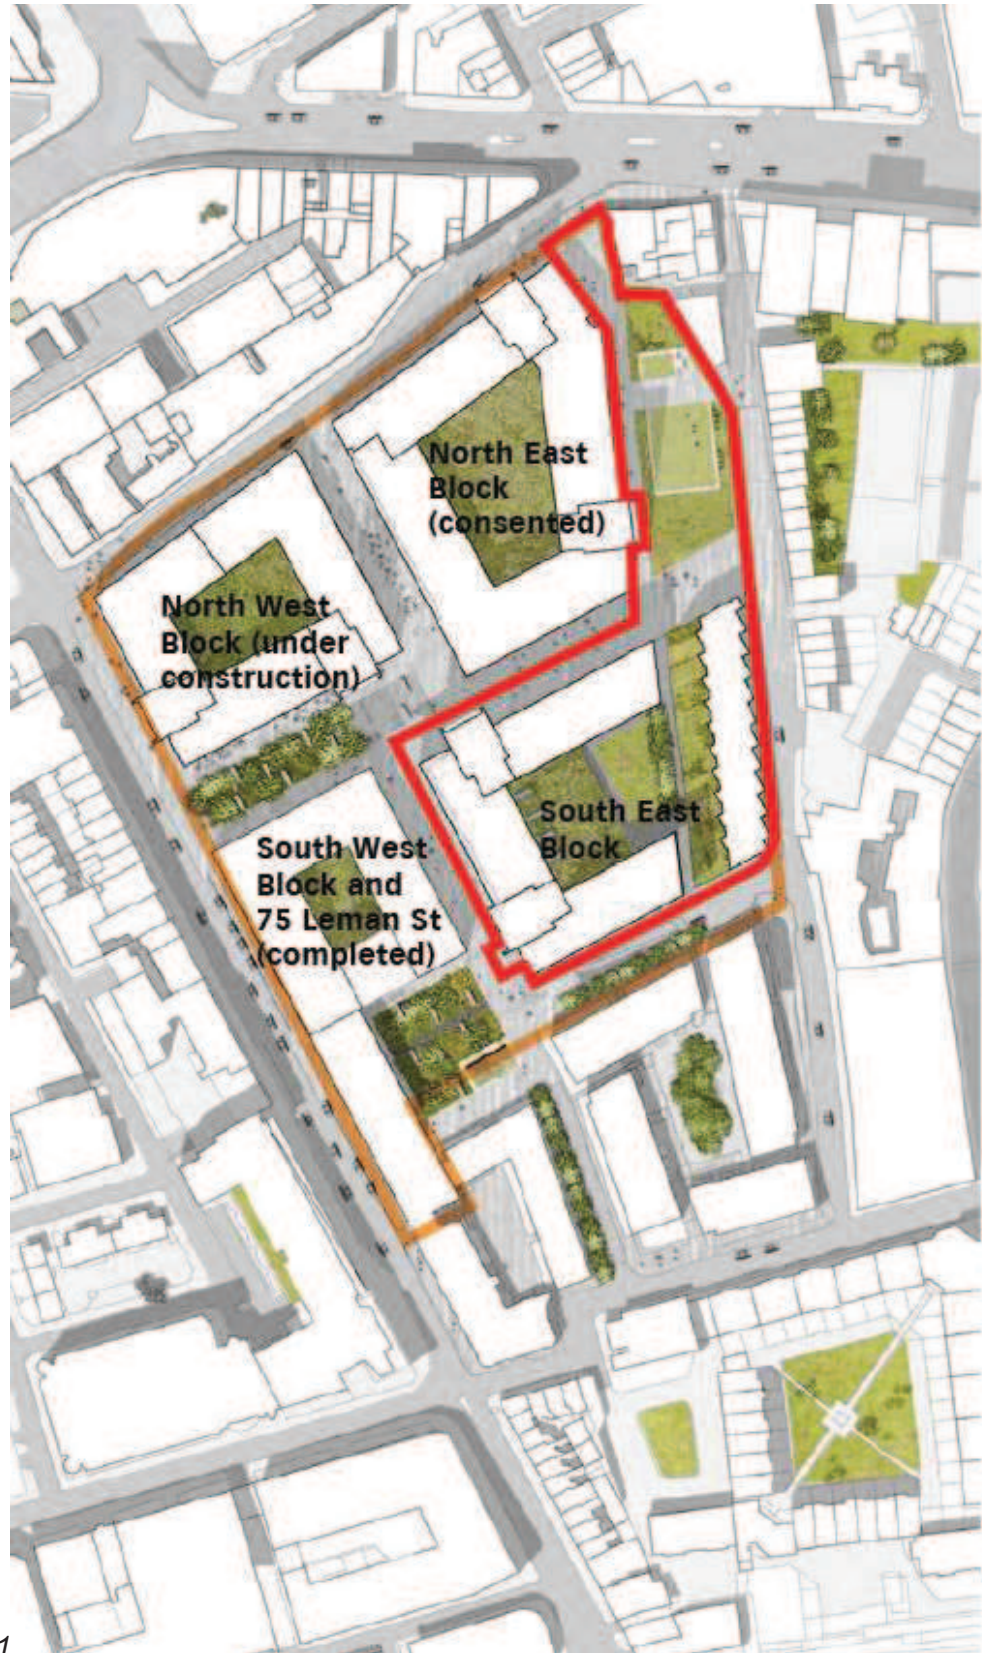 North East
Block
(consented)
North West
Block (under
construction)
South East
Block
South West
Block and
75 Leman St
(completed)
1